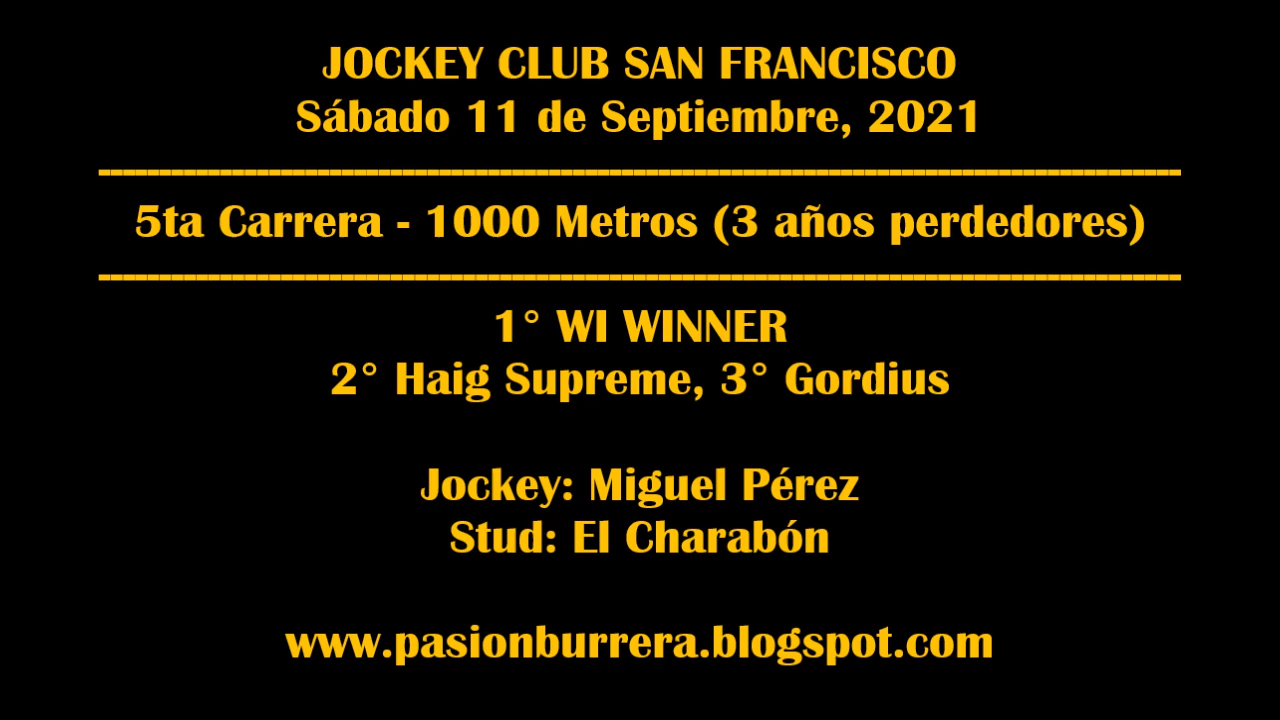 JOCKEY CLUB SAN FRANCISCO
Sábado 11 de Septiembre, 2021
5ta Carrera - 1000 Metros (3 años perdedores)
1° WI WINNER
2° Haig Supreme, 3° Gordius
Jockey: Miguel Pérez
Stud: El Charabón
www.pasionburrera.blogspot.com